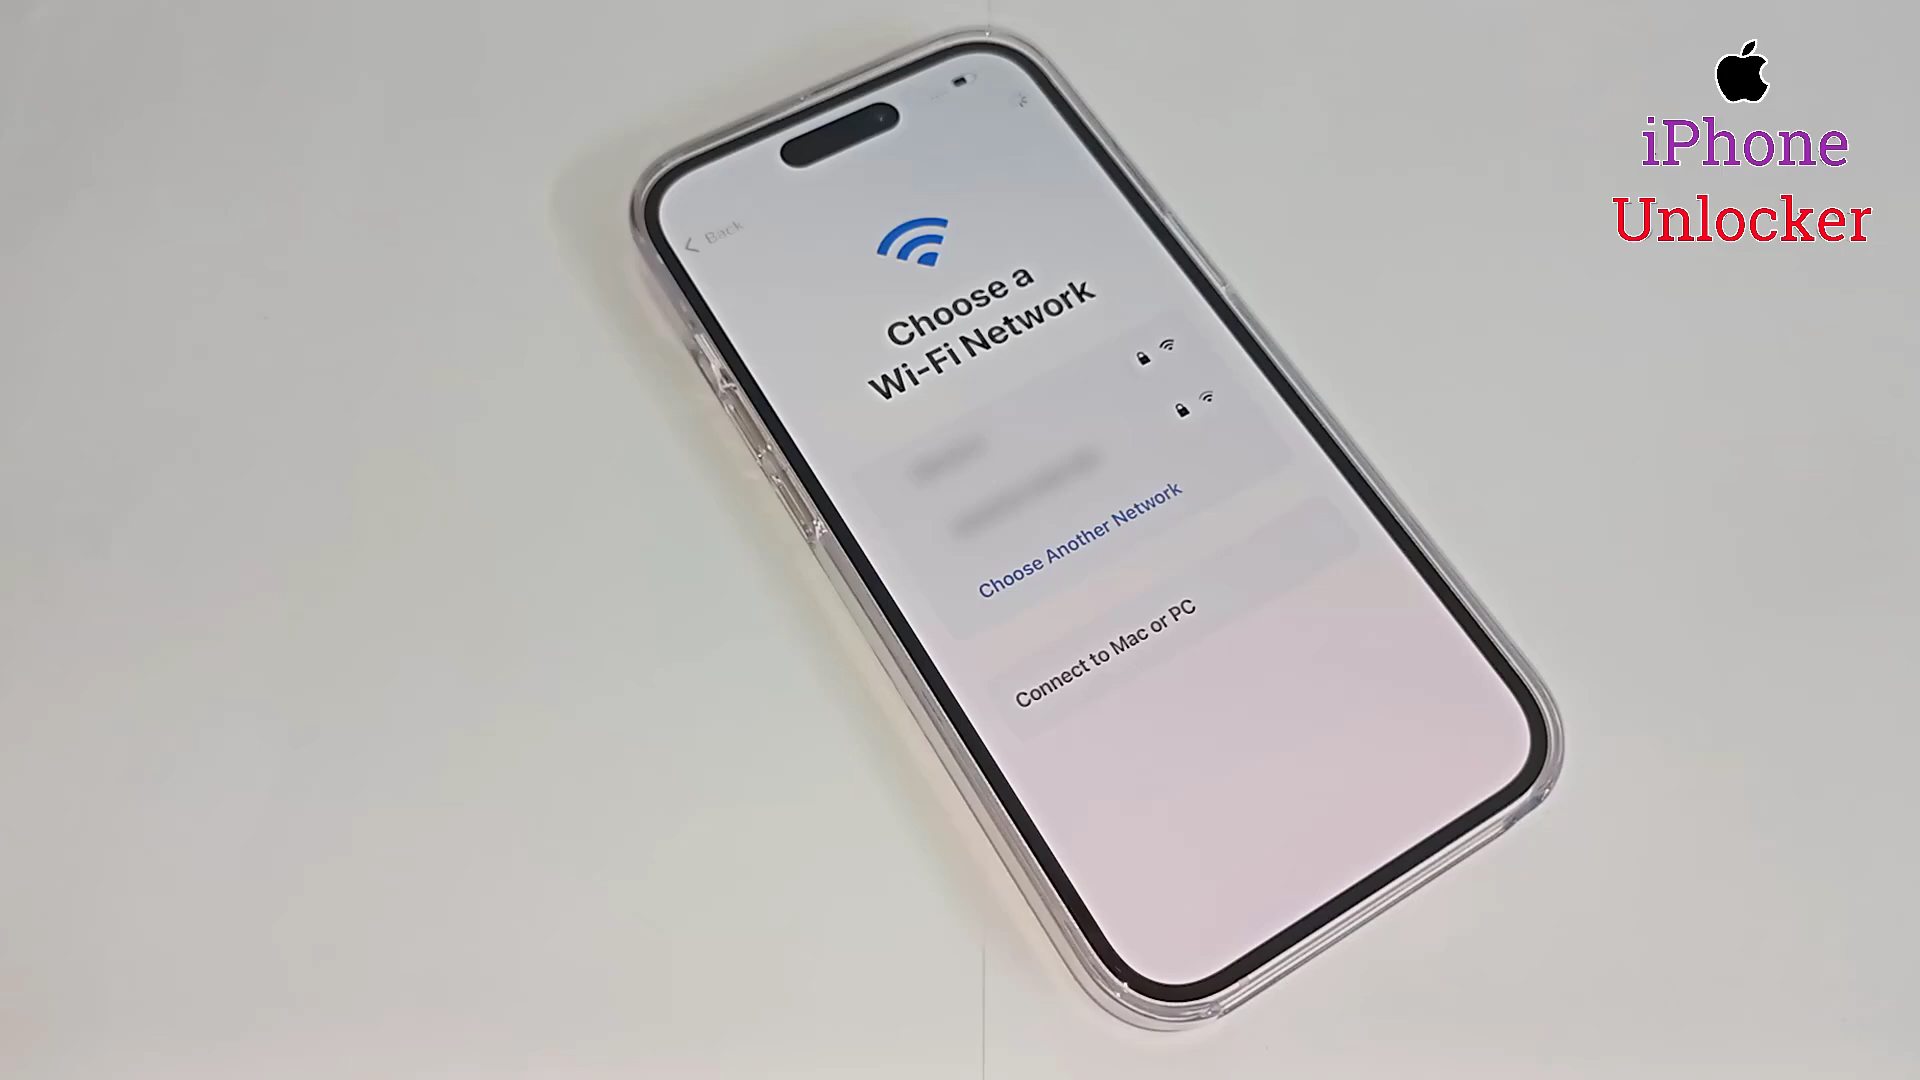 iPhone
Unlocker
Back
Choose a
Wi-Fi Network
Choose Another Network
Connect to Mac or PC